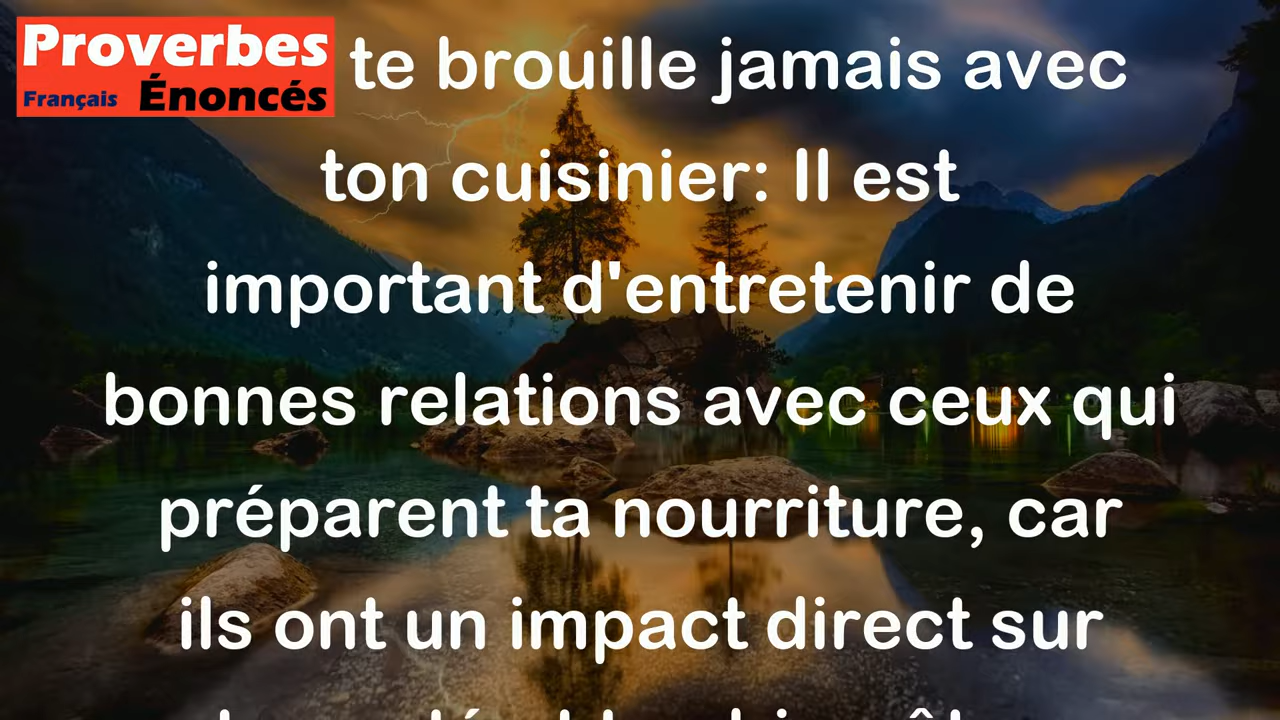 Proverbes
Français Énoncés
te brouille jamais avec
ton cuisinier: Il est
important d'entretenir de
bonnes relations avec ceux qui
préparent ta nourriture, car
ils ont un impact direct sur